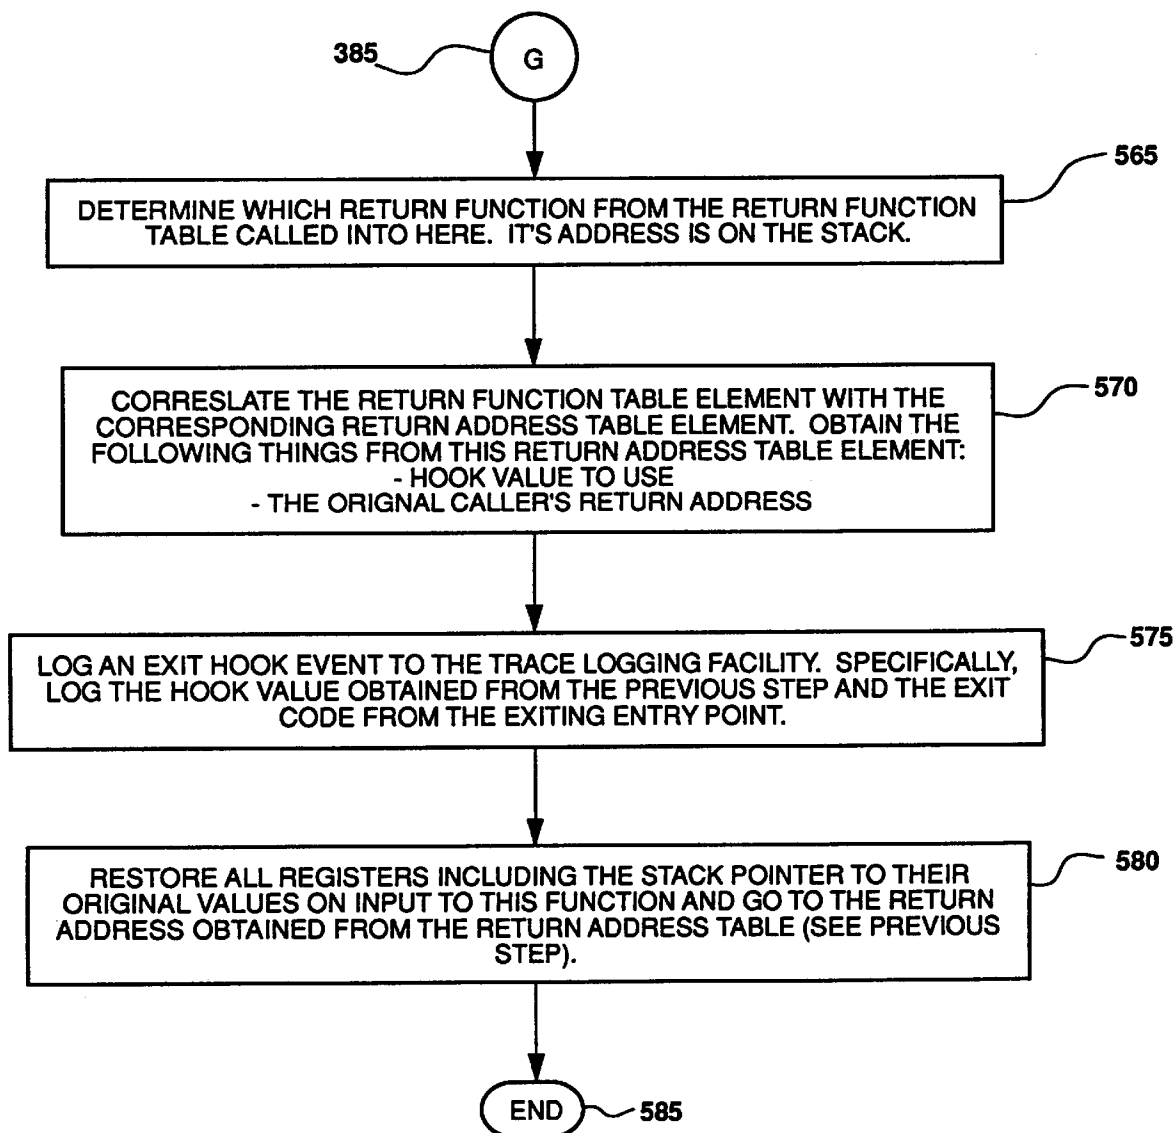 385
G
565
DETERMINE WHICH RETURN FUNCTION FROM THE RETURN FUNCTION
TABLE CALLED INTO HERE. IT'S ADDRESS IS ON THE STACK.
570
CORRESLATE THE RETURN FUNCTION TABLE ELEMENT WITH THE
CORRESPONDING RETURN ADDRESS TABLE ELEMENT. OBTAIN THE
FOLLOWING THINGS FROM THIS RETURN ADDRESS TABLE ELEMENT:
- HOOK VALUE TO USE
- THE ORIGNAL CALLER'S RETURN ADDRESS
575
LOG AN EXIT HOOK EVENT TO THE TRACE LOGGING FACILITY. SPECIFICALLY,
LOG THE HOOK VALUE OBTAINED FROM THE PREVIOUS STEP AND THE EXIT
CODE FROM THE EXITING ENTRY POINT.
580
RESTORE ALL REGISTERS INCLUDING THE STACK POINTER TO THEIR
ORIGINAL VALUES ON INPUT TO THIS FUNCTION AND GO TO THE RETURN
ADDRESS OBTAINED FROM THE RETURN ADDRESS TABLE (SEE PREVIOUS
STEP).
END
585